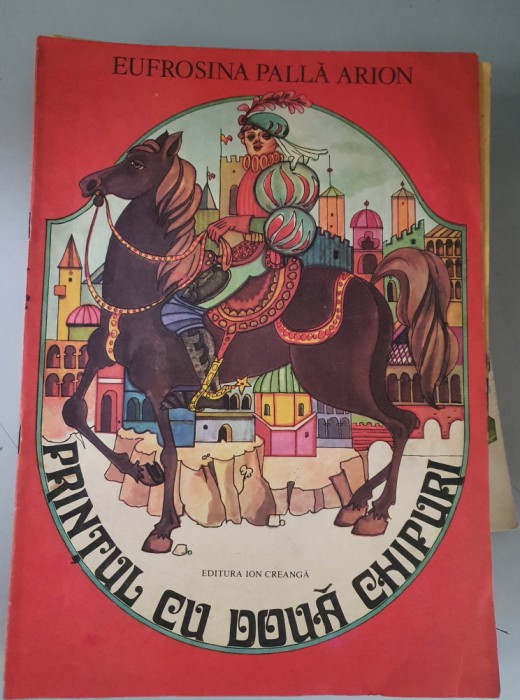 EUFROSINA PALLĂ ARION
EDITURA ION CREANGĂ
PRINȚUL CU DOUĂ CHIPURI